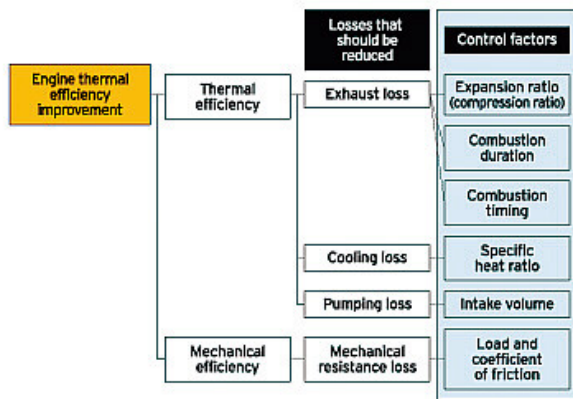 Losses that
should be
reduced
Control factors
Engine thermal
efficiency
improvement
Thermal
efficiency
Exhaust loss
Expansion ratio
(compression ratio)
Combustion
duration
Combustion
timing
Cooling loss
Specific
heat ratio
Pumping loss
Intake volume
Mechanical
efficiency
Mechanical
resistance loss
Load and
coefficient
of friction